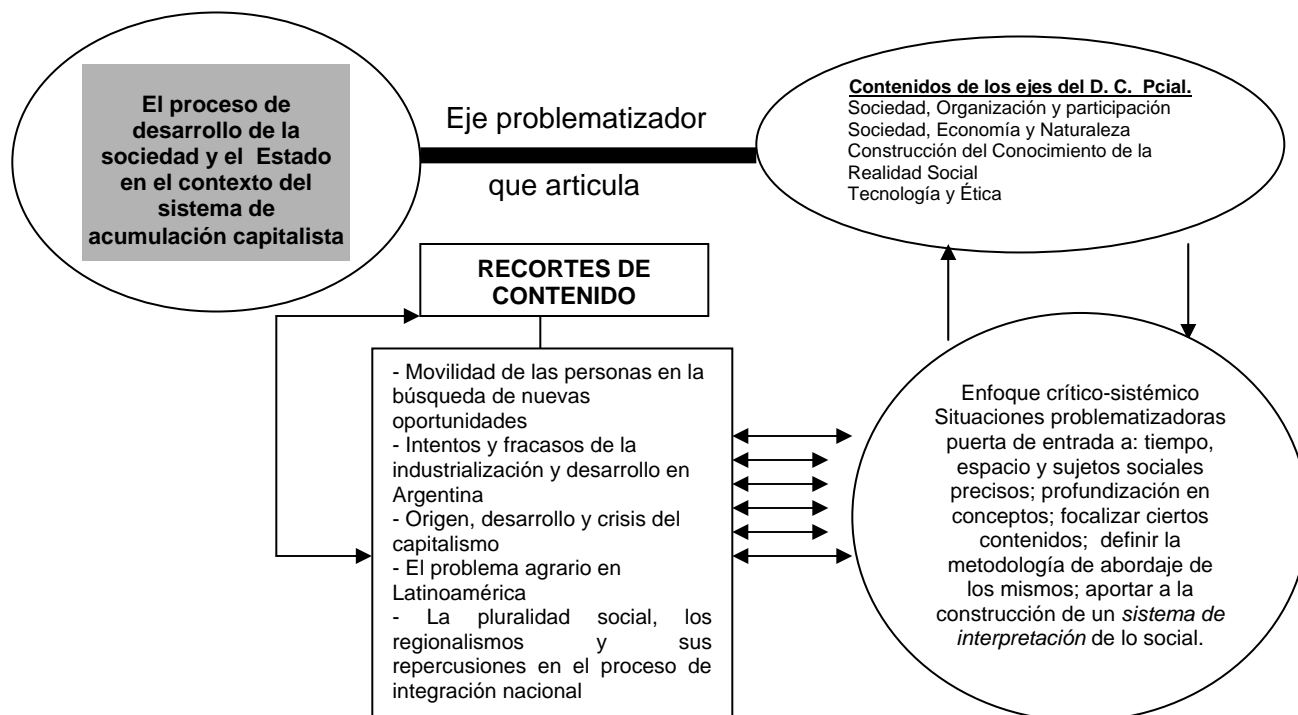 El proceso de
desarrollo de la
sociedad y el Estado
en el contexto del
sistema de
acumulación capitalista
Eje problematizador
que articula
Contenidos de los ejes del D. C. Pcial.
Sociedad, Organización y participación
Sociedad, Economía y Naturaleza
Construcción del Conocimiento de la
Realidad Social
Tecnología y Ética
RECORTES DE
CONTENIDO
- Movilidad de las personas en la
búsqueda de nuevas
oportunidades
- Intentos y fracasos de la
industrialización y desarrollo en
Argentina
- Origen, desarrollo y crisis del
capitalismo
- El problema agrario en
Latinoamérica
- La pluralidad social, los
regionalismos y sus
repercusiones en el proceso de
integración nacional
Enfoque crítico-sistémico
Situaciones problematizadoras
puerta de entrada a: tiempo,
espacio y sujetos sociales
precisos; profundización en
conceptos; focalizar ciertos
contenidos; definir la
metodología de abordaje de
los mismos; aportar a la
construcción de un sistema de
interpretación de lo social.